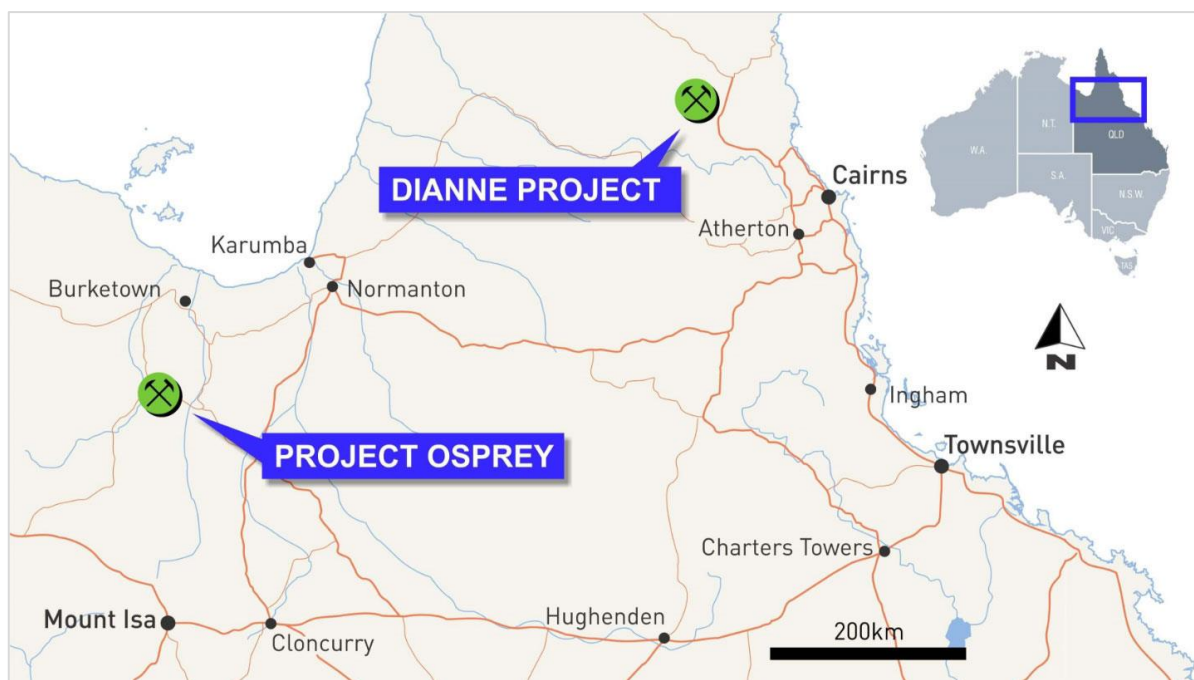 DIANNE PROJECT
Cairns
Atherton
Karumba
Burketown
Normanton
Ingham
PROJECT OSPREY
Townsville
Charters Towers
Mount Isa
Cloncurry
Hughenden
200km
N.T.
QLD
W.A.
S.A.
N.S.W.
VIC
TAS
N